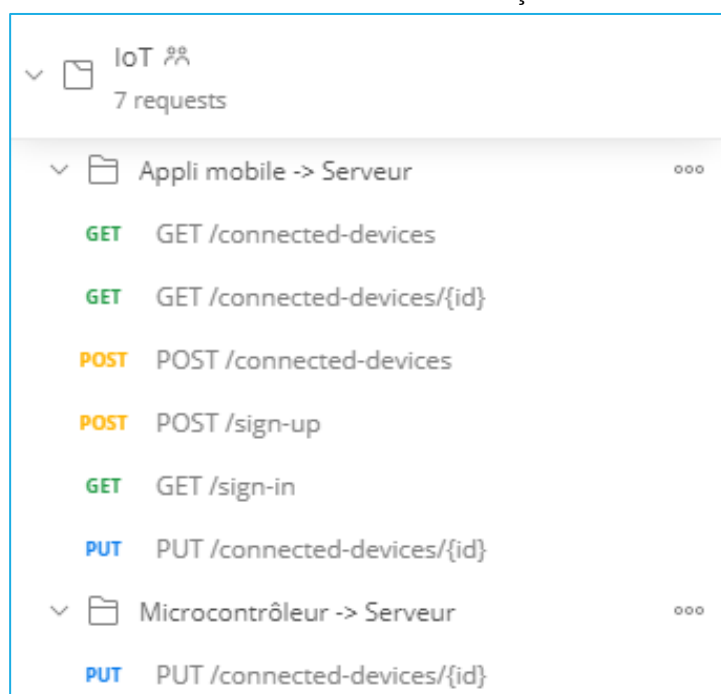 IoT
7 requests
Appli mobile -> Serveur
GET GET /connected-devices
GET GET /connected-devices/{id}
POST POST /connected-devices
POST POST /sign-up
GET GET /sign-in
PUT PUT /connected-devices/{id}
Microcontrôleur -> Serveur
PUT PUT /connected-devices/{id}